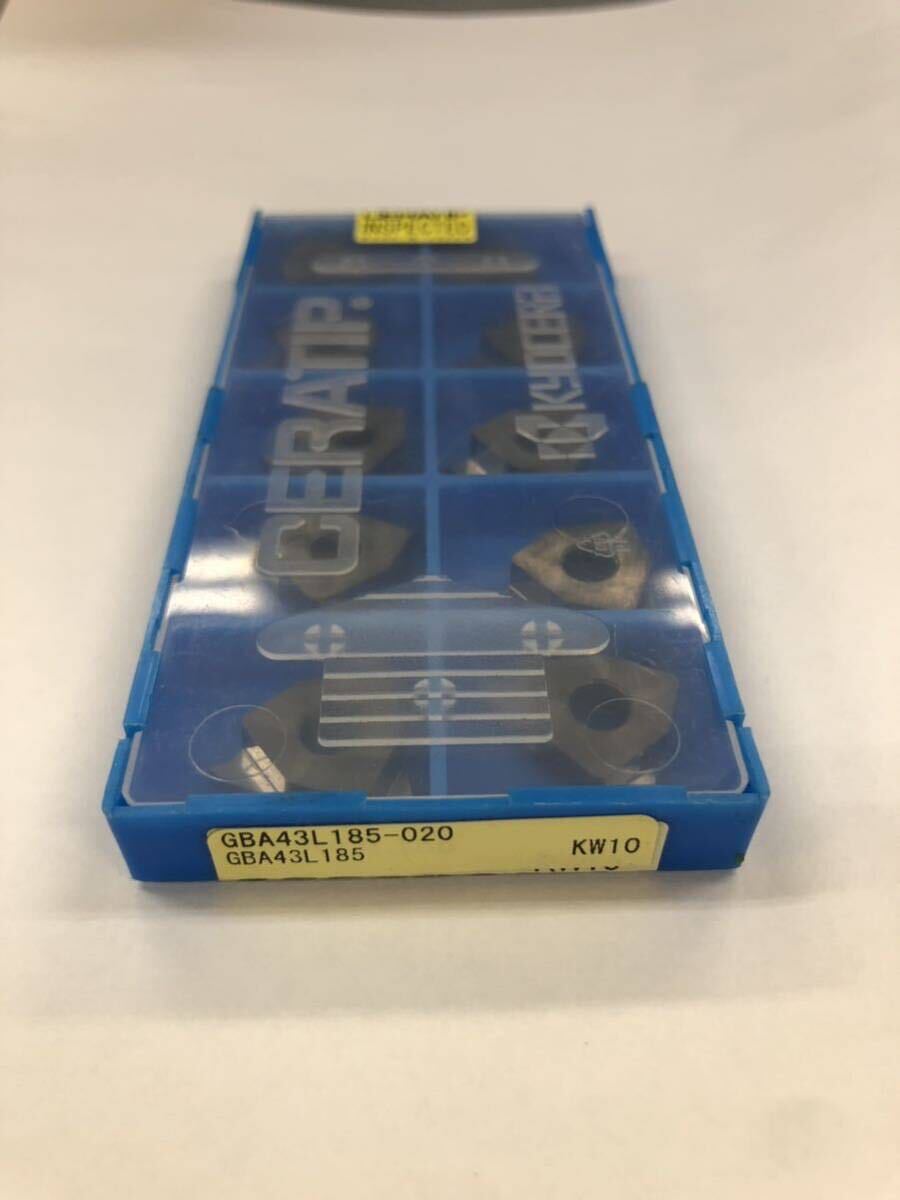 CERATIP.
KYOCERA
GBA43L185-020
GBA43L185
KW10